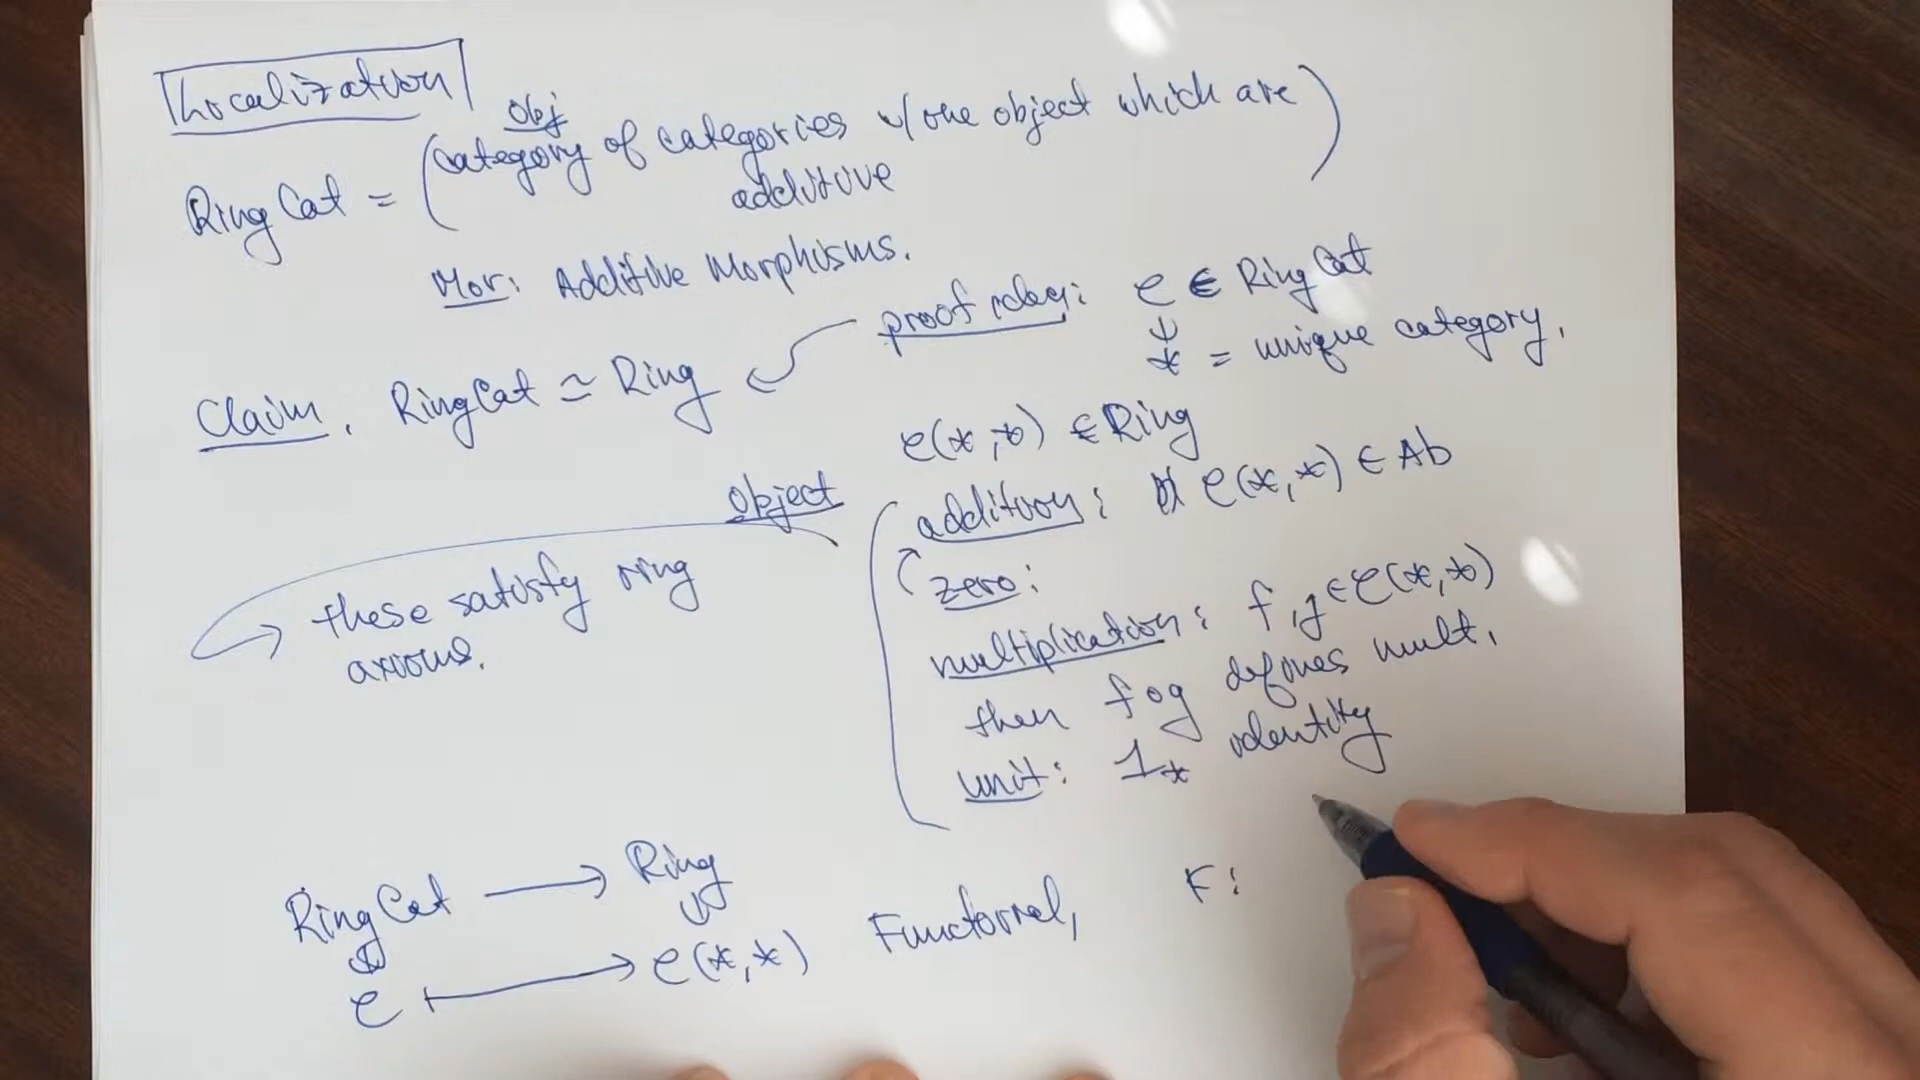 Localization
Obj
RingCat = (category of categories w/ one object which are
additive)
Mor: Additive Morphisms.
Claim. RingCat ≃ Ring
proof idea: C ∈ RingCat
* = unique category.
C(*,*) ∈ Ring
object
addition: C(*,*) ∈ Ab
zero:
multiplication: f,g ∈ C(*,*)
then f∘g defines mult.
unit: 1* identity
these satisfy ring
axioms.
RingCat → Ring
C ↦ C(*,*) Functorial, F: